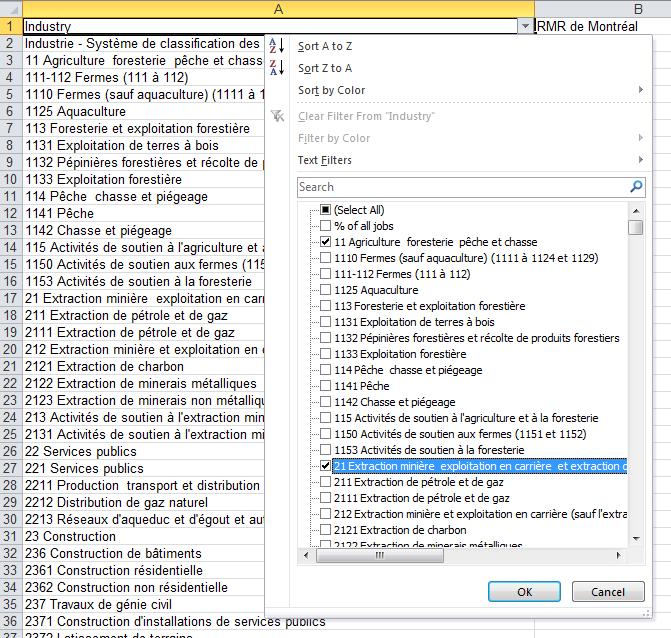 A B
1 Industry RMR de Montréal
2 Industrie - Système de classification des
3 11 Agriculture foresterie pêche et chass
4 111-112 Fermes (111 à 112)
5 1110 Fermes (sauf aquaculture) (1111 à 1
6 1125 Aquaculture
7 113 Foresterie et exploitation forestière
8 1131 Exploitation de terres à bois
9 1132 Pépinières forestières et récolte de p
10 1133 Exploitation forestière
11 114 Pêche chasse et piégeage
12 1141 Pêche
13 1142 Chasse et piégeage
14 115 Activités de soutien à l'agriculture et a
15 1150 Activités de soutien aux fermes (115
16 1153 Activités de soutien à la foresterie
17 21 Extraction minière exploitation en carr
18 211 Extraction de pétrole et de gaz
19 2111 Extraction de pétrole et de gaz
20 212 Extraction minière et exploitation en c
21 2121 Extraction de charbon
22 2122 Extraction de minerais métalliques
23 2123 Extraction de minerais non métalliqu
24 213 Activités de soutien à l'extraction min
25 2131 Activités de soutien à l'extraction mi
26 22 Services publics
27 221 Services publics
28 2211 Production transport et distribution
29 2212 Distribution de gaz naturel
30 2213 Réseaux d'aqueduc et d'égout et aut
31 23 Construction
32 236 Construction de bâtiments
33 2361 Construction résidentielle
34 2362 Construction non résidentielle
35 237 Travaux de génie civil
36 2371 Construction d'installations de services publics
37 2372 Lotissement de terrains
Sort A to Z
Sort Z to A
Sort by Color
Clear Filter From "Industry"
Filter by Color
Text Filters
Search
(Select All)
% of all jobs
11 Agriculture foresterie pêche et chasse
1110 Fermes (sauf aquaculture) (1111 à 1124 et 1129)
111-112 Fermes (111 à 112)
1125 Aquaculture
113 Foresterie et exploitation forestière
1131 Exploitation de terres à bois
1132 Pépinières forestières et récolte de produits forestiers
1133 Exploitation forestière
114 Pêche chasse et piégeage
1141 Pêche
1142 Chasse et piégeage
115 Activités de soutien à l'agriculture et à la foresterie
1150 Activités de soutien aux fermes (1151 et 1152)
1153 Activités de soutien à la foresterie
21 Extraction minière exploitation en carrière et extraction d
211 Extraction de pétrole et de gaz
2111 Extraction de pétrole et de gaz
212 Extraction minière et exploitation en carrière (sauf l'extra
2121 Extraction de charbon
2122 Extraction de minerais métalliques
OK Cancel